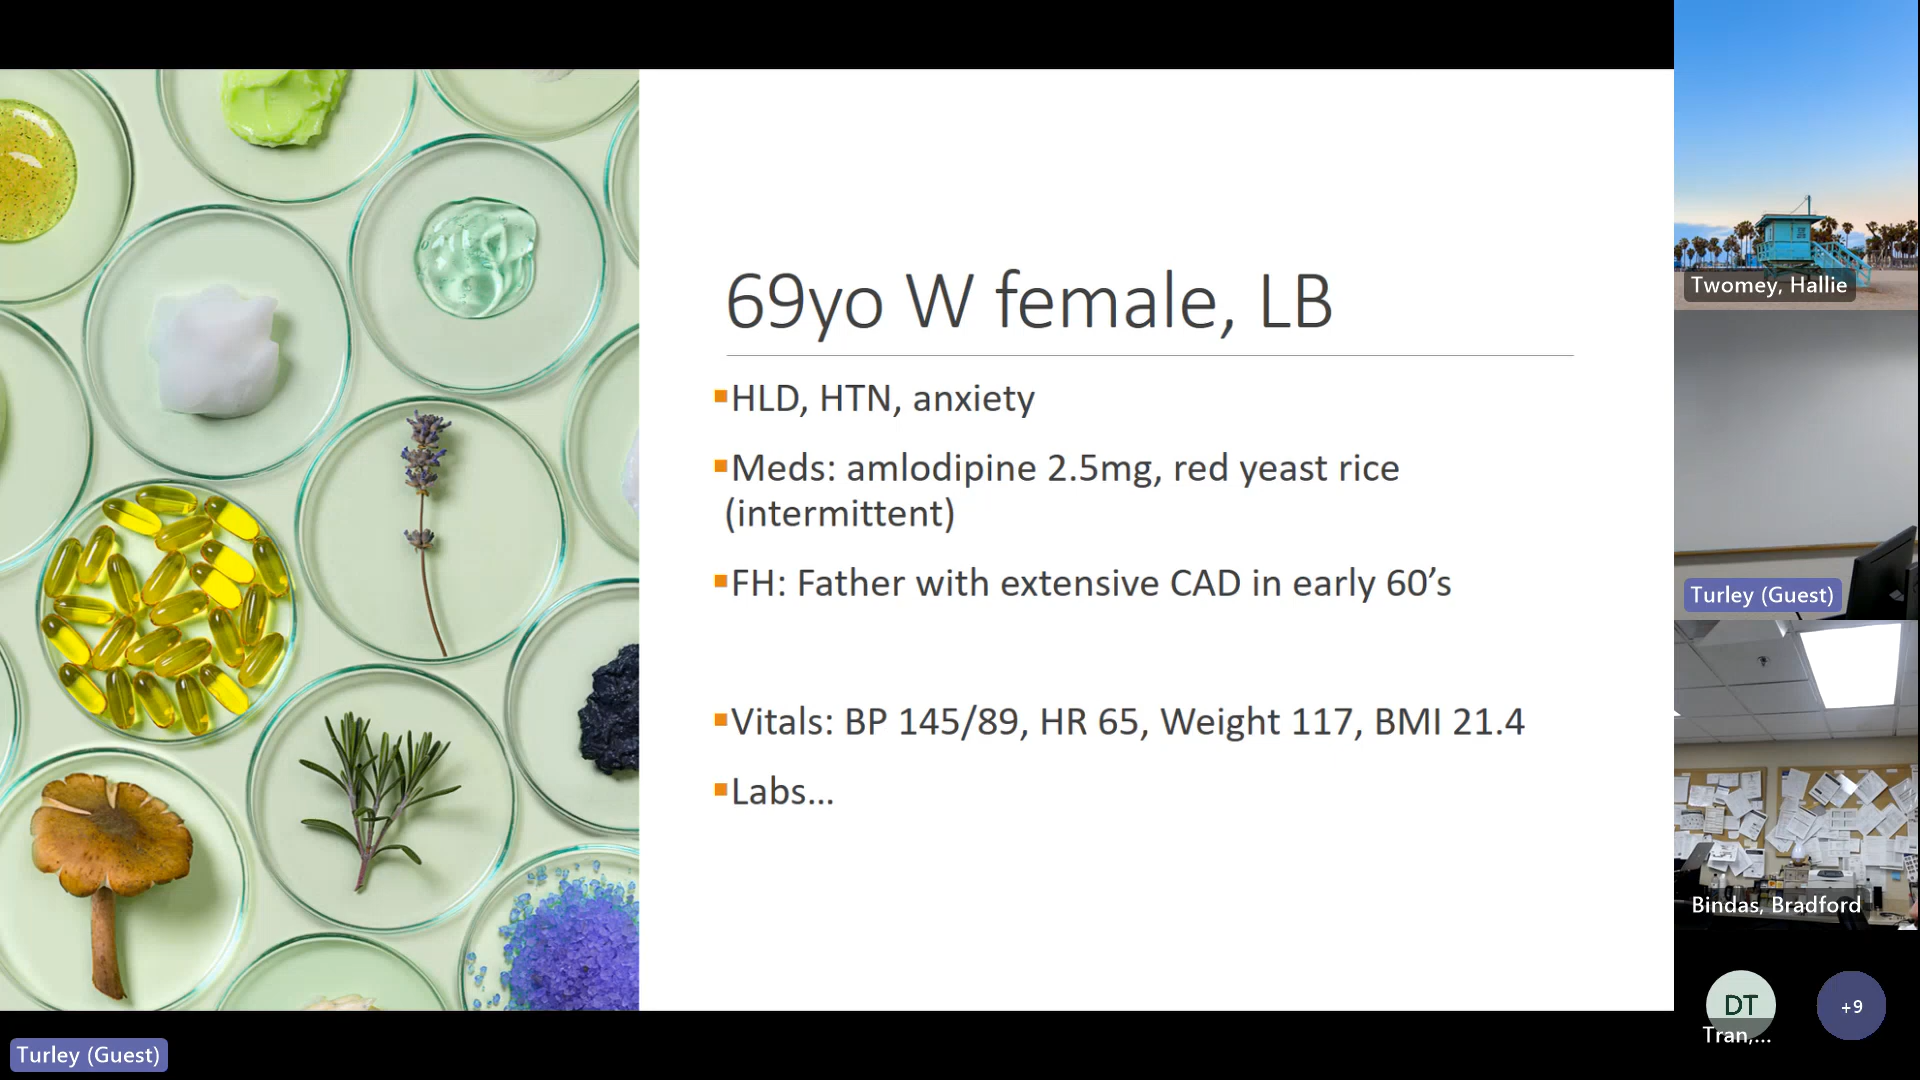 69yo W female, LB
▪HLD, HTN, anxiety
▪Meds: amlodipine 2.5mg, red yeast rice
(intermittent)
▪FH: Father with extensive CAD in early 60’s
▪Vitals: BP 145/89, HR 65, Weight 117, BMI 21.4
▪Labs…
Twomey, Hallie
Turley (Guest)
Bindas, Bradford
DT
Tran,...
+9
Turley (Guest)